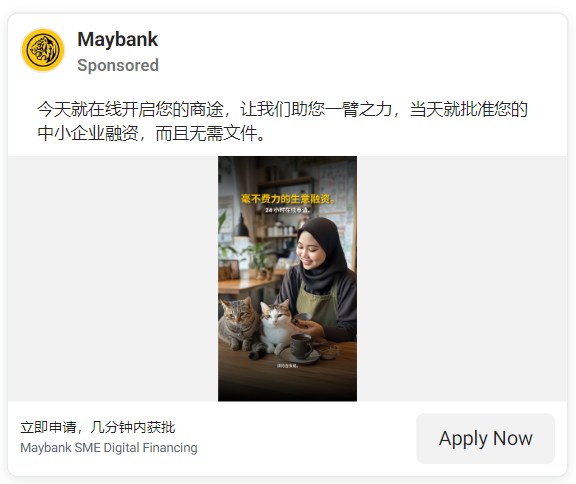 Maybank
Sponsored
今天就在线开启您的商途，让我们助您一臂之力，当天就批准您的
中小企业融资，而且无需文件。
毫不费力的生意融资。
24 小时在线申请。
立即申请，几分钟内获批
Maybank SME Digital Financing
Apply Now